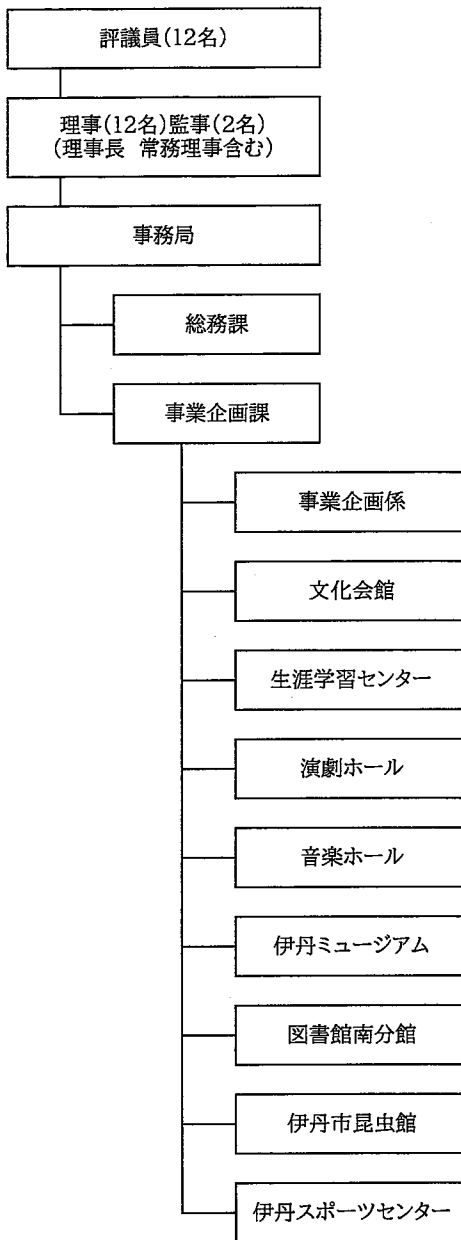 評議員(12名)
理事(12名)監事(2名)
(理事長 常務理事含む)
事務局
総務課
事業企画課
事業企画係
文化会館
生涯学習センター
演劇ホール
音楽ホール
伊丹ミュージアム
図書館南分館
伊丹市昆虫館
伊丹スポーツセンター